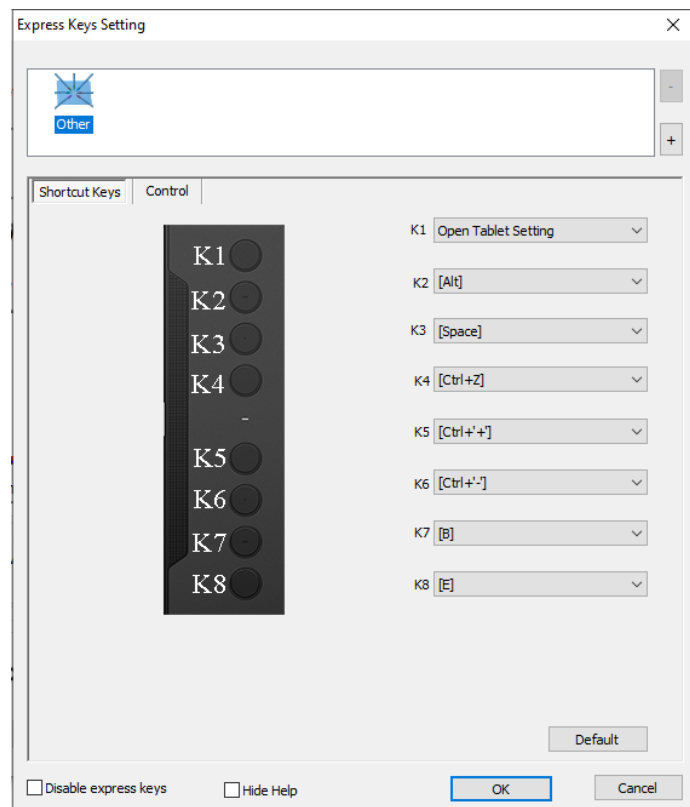 Express Keys Setting
Other
-
+
Shortcut Keys Control
K1
K2
K3
K4
K5
K6
K7
K8
K1 Open Tablet Setting
K2 [Alt]
K3 [Space]
K4 [Ctrl+Z]
K5 [Ctrl+'+']
K6 [Ctrl+'-']
K7 [B]
K8 [E]
Default
Disable express keys Hide Help OK Cancel